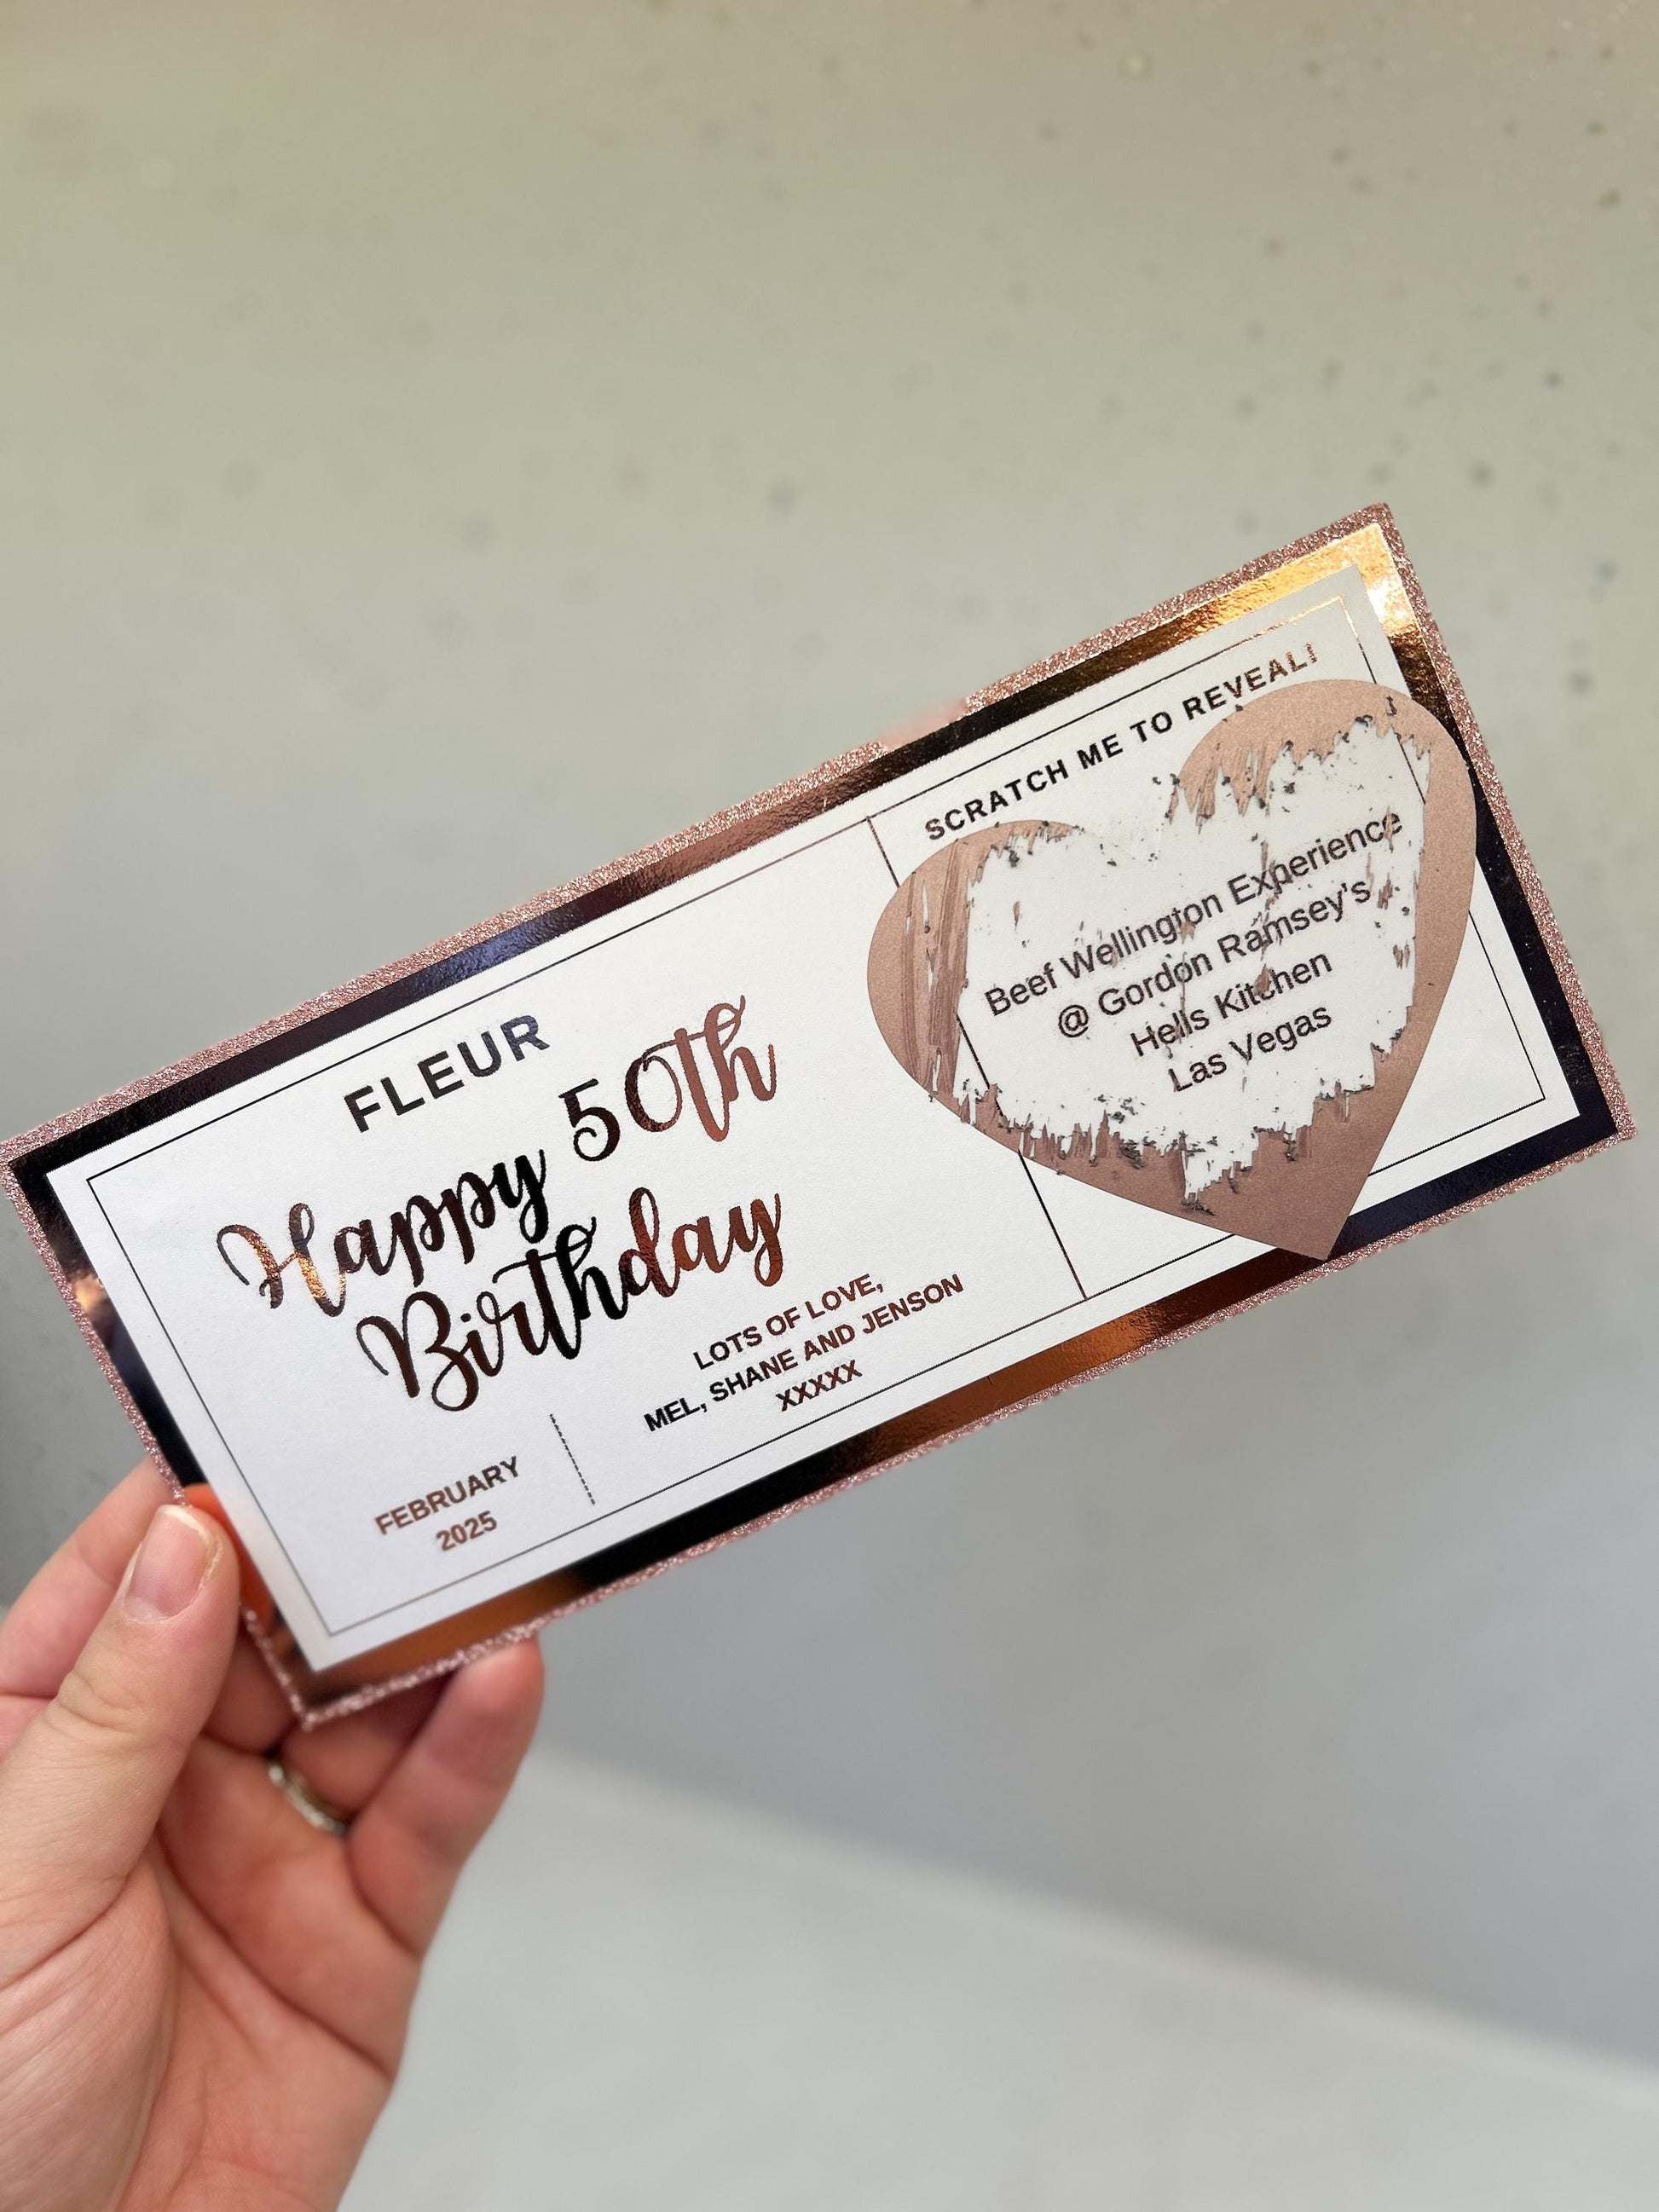 FLEUR
Happy 50th
Birthday
LOTS OF LOVE,
MEL, SHANE AND JENSON
XXXXX
FEBRUARY
2025
SCRATCH ME TO REVEAL!
Beef Wellington Experience
@ Gordon Ramsey's
Hells Kitchen
Las Vegas